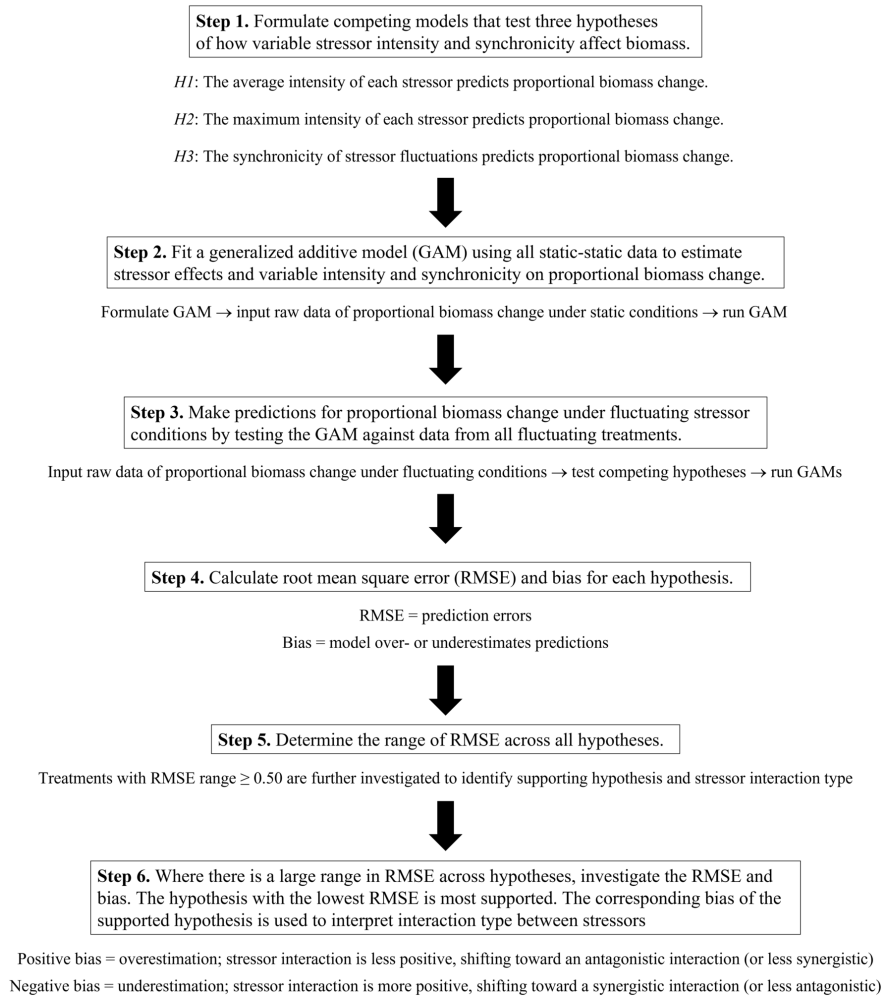 Step 1. Formulate competing models that test three hypotheses
of how variable stressor intensity and synchronicity affect biomass.
H1: The average intensity of each stressor predicts proportional biomass change.
H2: The maximum intensity of each stressor predicts proportional biomass change.
H3: The synchronicity of stressor fluctuations predicts proportional biomass change.
Step 2. Fit a generalized additive model (GAM) using all static-static data to estimate
stressor effects and variable intensity and synchronicity on proportional biomass change.
Formulate GAM → input raw data of proportional biomass change under static conditions → run GAM
Step 3. Make predictions for proportional biomass change under fluctuating stressor
conditions by testing the GAM against data from all fluctuating treatments.
Input raw data of proportional biomass change under fluctuating conditions → test competing hypotheses → run GAMs
Step 4. Calculate root mean square error (RMSE) and bias for each hypothesis.
RMSE = prediction errors
Bias = model over- or underestimates predictions
Step 5. Determine the range of RMSE across all hypotheses.
Treatments with RMSE range ≥ 0.50 are further investigated to identify supporting hypothesis and stressor interaction type
Step 6. Where there is a large range in RMSE across hypotheses, investigate the RMSE and
bias. The hypothesis with the lowest RMSE is most supported. The corresponding bias of the
supported hypothesis is used to interpret interaction type between stressors
Positive bias = overestimation; stressor interaction is less positive, shifting toward an antagonistic interaction (or less synergistic)
Negative bias = underestimation; stressor interaction is more positive, shifting toward a synergistic interaction (or less antagonistic)